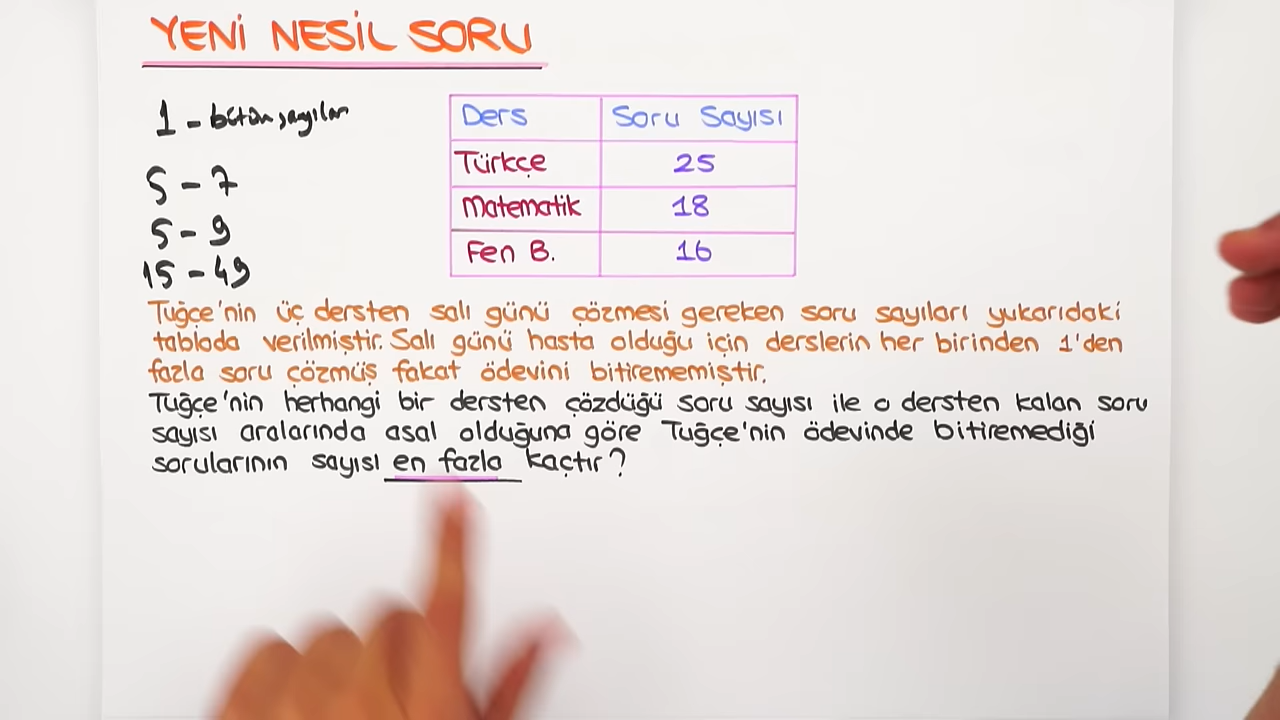 YENİ NESİL SORU
1 - bütün sayılar
5 - 7
5 - 9
15 - 49
Ders Soru Sayısı
Türkçe 25
Matematik 18
Fen B. 16
Tuğçe'nin üç dersten salı günü çözmesi gereken soru sayıları yukarıdaki
tabloda verilmiştir. Salı günü hasta olduğu için derslerin her birinden 1'den
fazla soru çözmüş fakat ödevini bitirememiştir.
Tuğçe'nin herhangi bir dersten çözdüğü soru sayısı ile o dersten kalan soru
sayısı aralarında asal olduğuna göre Tuğçe'nin ödevinde bitiremediği
sorularının sayısı en fazla kaçtır?